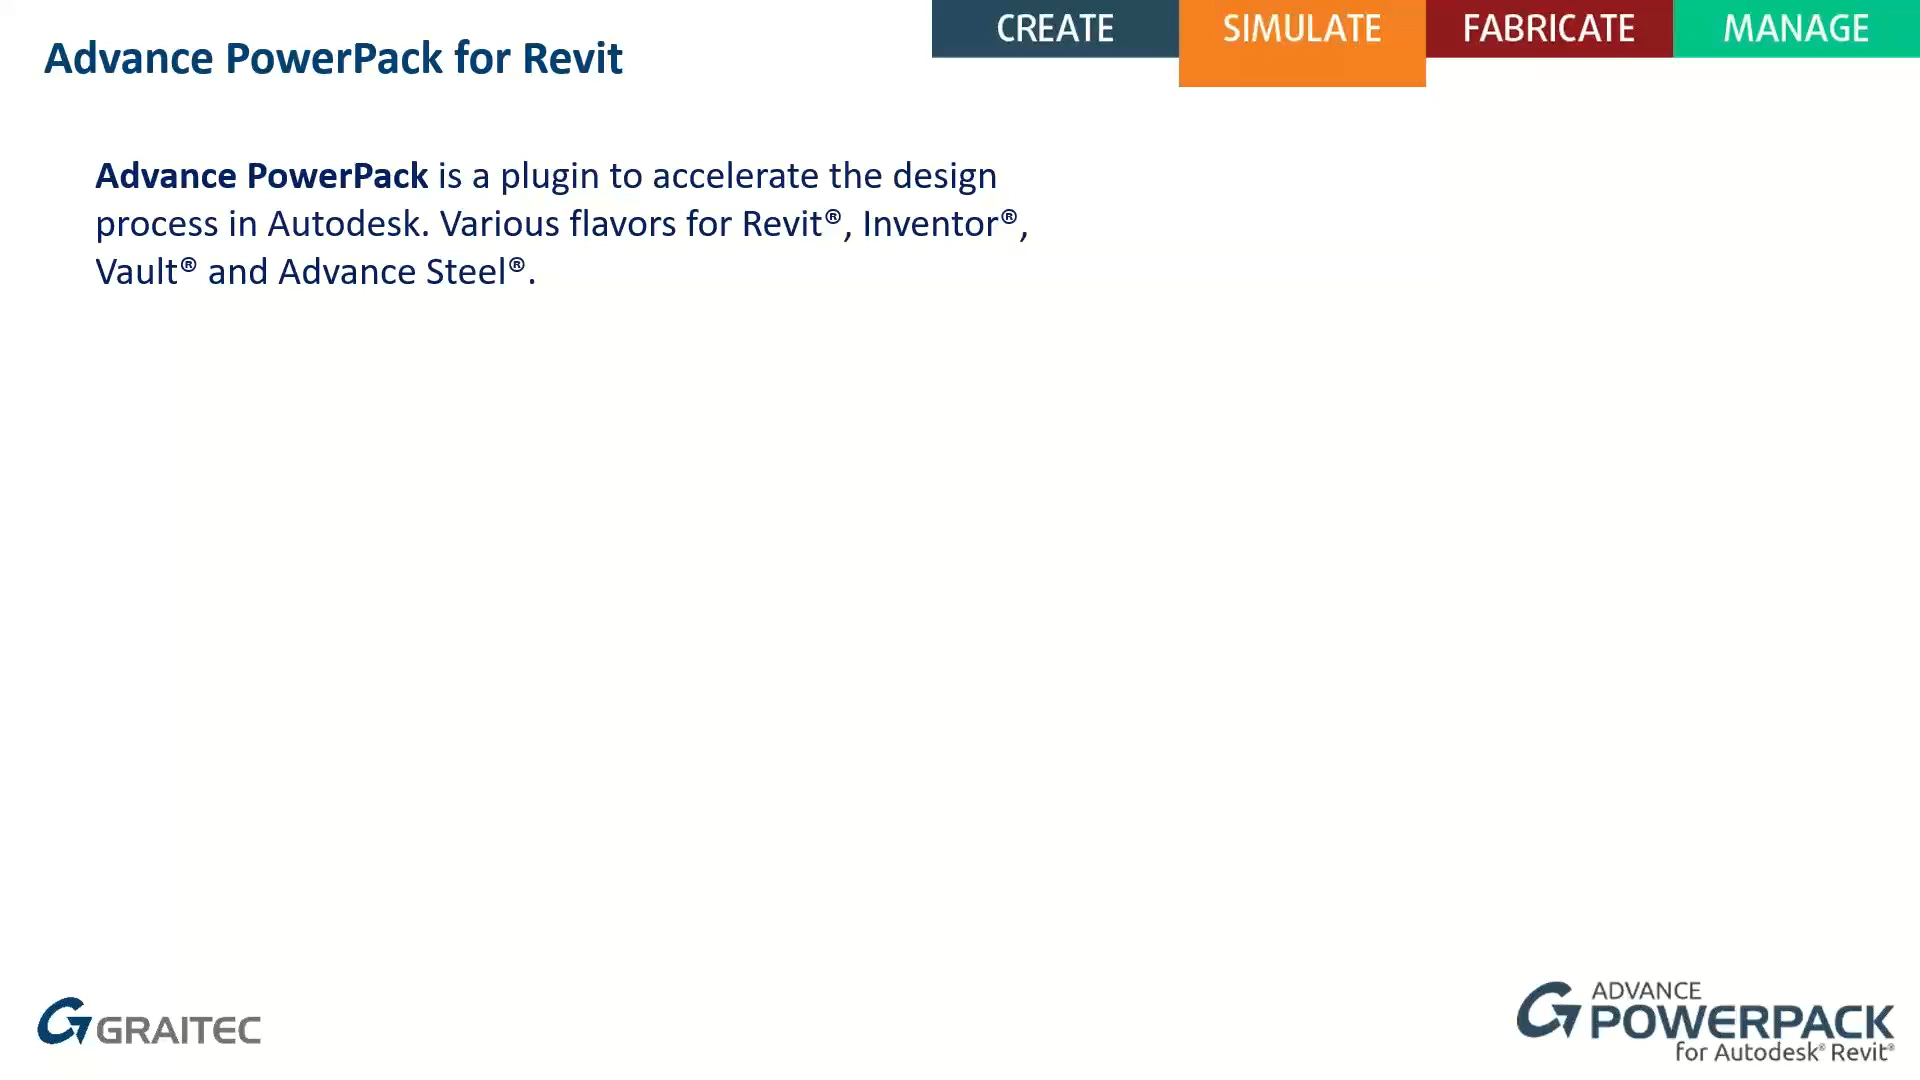 Advance PowerPack for Revit
CREATE
SIMULATE
FABRICATE
MANAGE
Advance PowerPack is a plugin to accelerate the design
process in Autodesk. Various flavors for Revit®, Inventor®,
Vault® and Advance Steel®.
GRAITEC
ADVANCE
POWERPACK
for Autodesk® Revit®